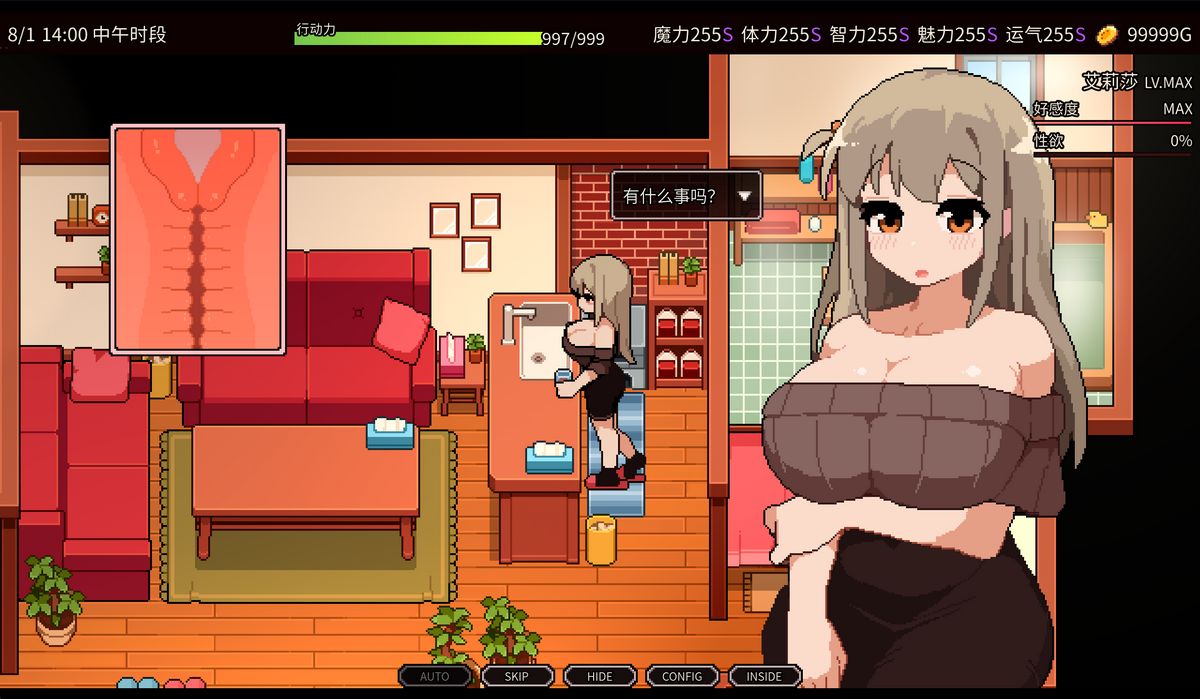 8/1 14:00 中午时段
行动力
997/999
魔力255S 体力255S 智力255S 魅力255S 运气255S 99999G
艾莉莎 LV.MAX
好感度 MAX
性欲 0%
有什么事吗?
AUTO SKIP HIDE CONFIG INSIDE